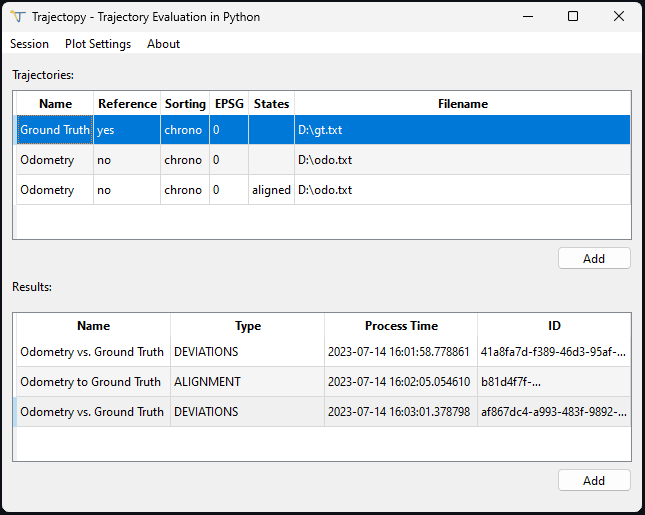 Trajectopy - Trajectory Evaluation in Python
Session Plot Settings About
Trajectories:
Name Reference Sorting EPSG States Filename
Ground Truth yes chrono 0 D:\gt.txt
Odometry no chrono 0 D:\odo.txt
Odometry no chrono 0 aligned D:\odo.txt
Add
Results:
Name Type Process Time ID
Odometry vs. Ground Truth DEVIATIONS 2023-07-14 16:01:58.778861 41a8fa7d-f389-46d3-95af-...
Odometry to Ground Truth ALIGNMENT 2023-07-14 16:02:05.054610 b81d4f7f-...
Odometry vs. Ground Truth DEVIATIONS 2023-07-14 16:03:01.378798 af867dc4-a993-483f-9892-...
Add